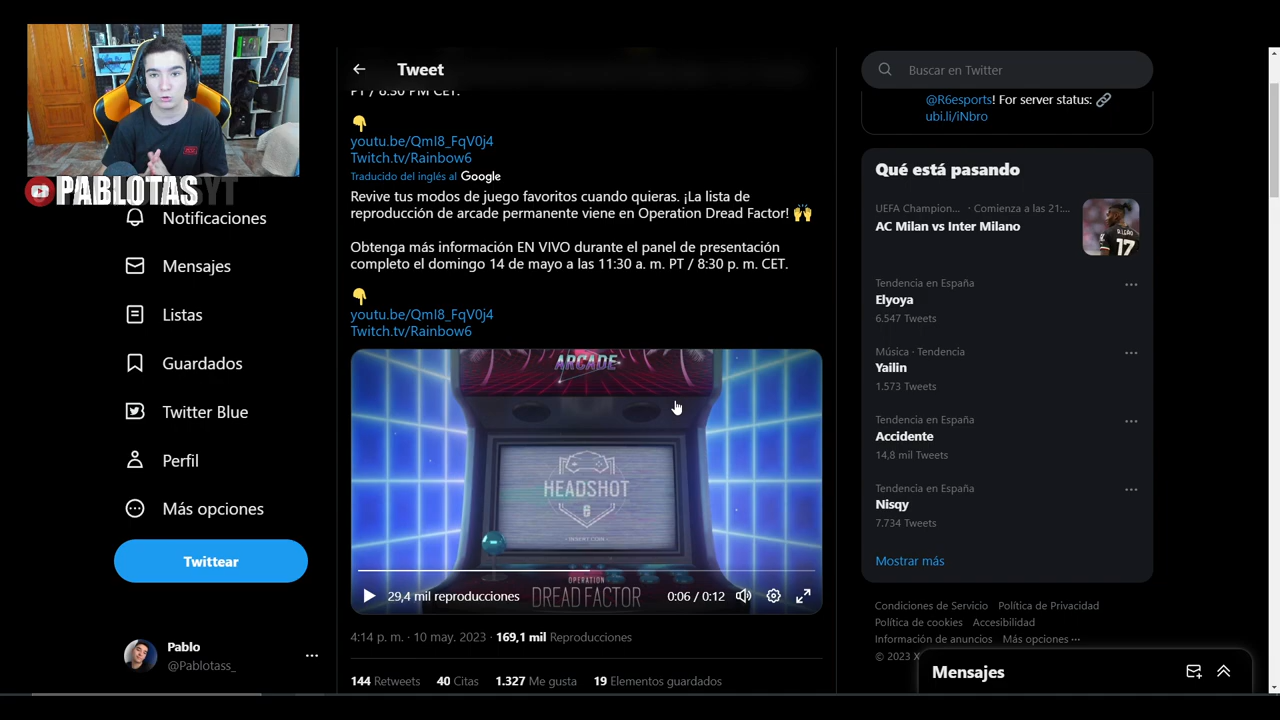 PABLOTASYT
Notificaciones
Mensajes
Listas
Guardados
Twitter Blue
Perfil
Más opciones
Twittear
Pablo
@Pablotass_
Tweet
PT / 8:30 PM CET.
👇
youtu.be/QmI8_FqV0j4
Twitch.tv/Rainbow6
Traducido del inglés al Google
Revive tus modos de juego favoritos cuando quieras. ¡La lista de
reproducción de arcade permanente viene en Operation Dread Factor! 🙌
Obtenga más información EN VIVO durante el panel de presentación
completo el domingo 14 de mayo a las 11:30 a. m. PT / 8:30 p. m. CET.
👇
youtu.be/QmI8_FqV0j4
Twitch.tv/Rainbow6
ARCADE
HEADSHOT
6
- INSERT COIN -
OPERATION
DREAD FACTOR
29,4 mil reproducciones
0:06 / 0:12
4:14 p. m. · 10 may. 2023 · 169,1 mil Reproducciones
144 Retweets 40 Citas 1.327 Me gusta 19 Elementos guardados
Buscar en Twitter
@R6esports! For server status: 🔗
ubi.li/iNbro
Qué está pasando
UEFA Champion... · Comienza a las 21:...
AC Milan vs Inter Milano
17
Tendencia en España
Elyoya
6.547 Tweets
Música · Tendencia
Yailin
1.573 Tweets
Tendencia en España
Accidente
14,8 mil Tweets
Tendencia en España
Nisqy
7.734 Tweets
Mostrar más
Condiciones de Servicio Política de Privacidad
Política de cookies Accesibilidad
Información de anuncios Más opciones ···
© 2023 X
Mensajes